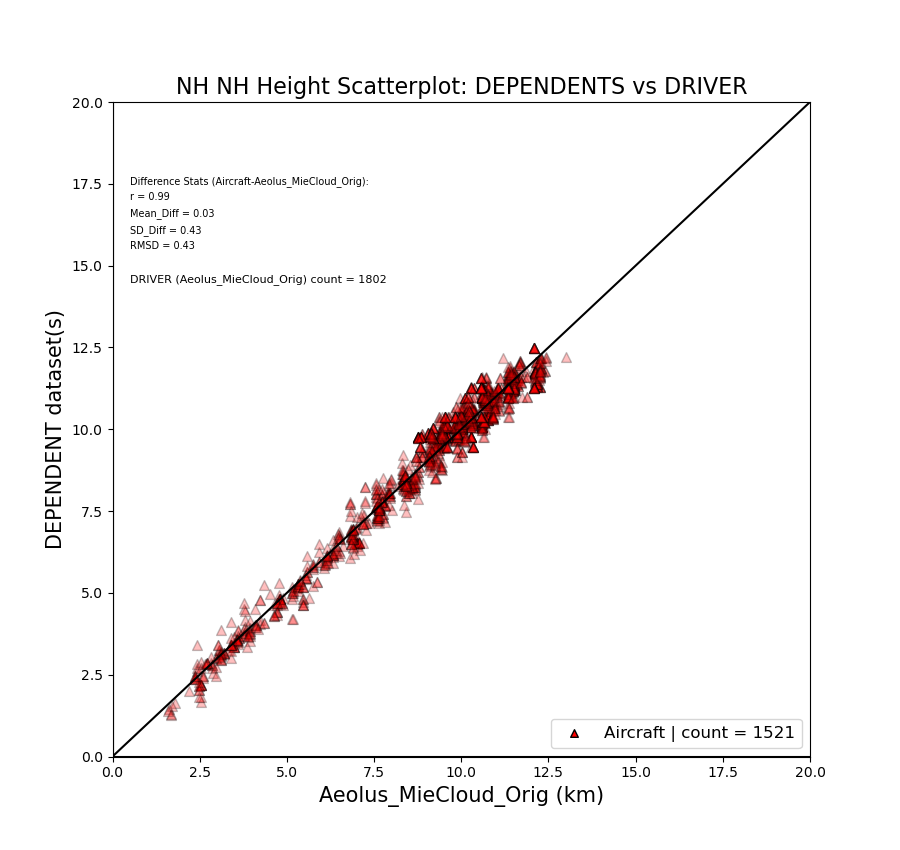 NH NH Height Scatterplot: DEPENDENTS vs DRIVER
20.0
17.5
15.0
12.5
10.0
7.5
5.0
2.5
0.0
DEPENDENT dataset(s)
Difference Stats (Aircraft-Aeolus_MieCloud_Orig):
r = 0.99
Mean_Diff = 0.03
SD_Diff = 0.43
RMSD = 0.43
DRIVER (Aeolus_MieCloud_Orig) count = 1802
Aircraft | count = 1521
0.0 2.5 5.0 7.5 10.0 12.5 15.0 17.5 20.0
Aeolus_MieCloud_Orig (km)